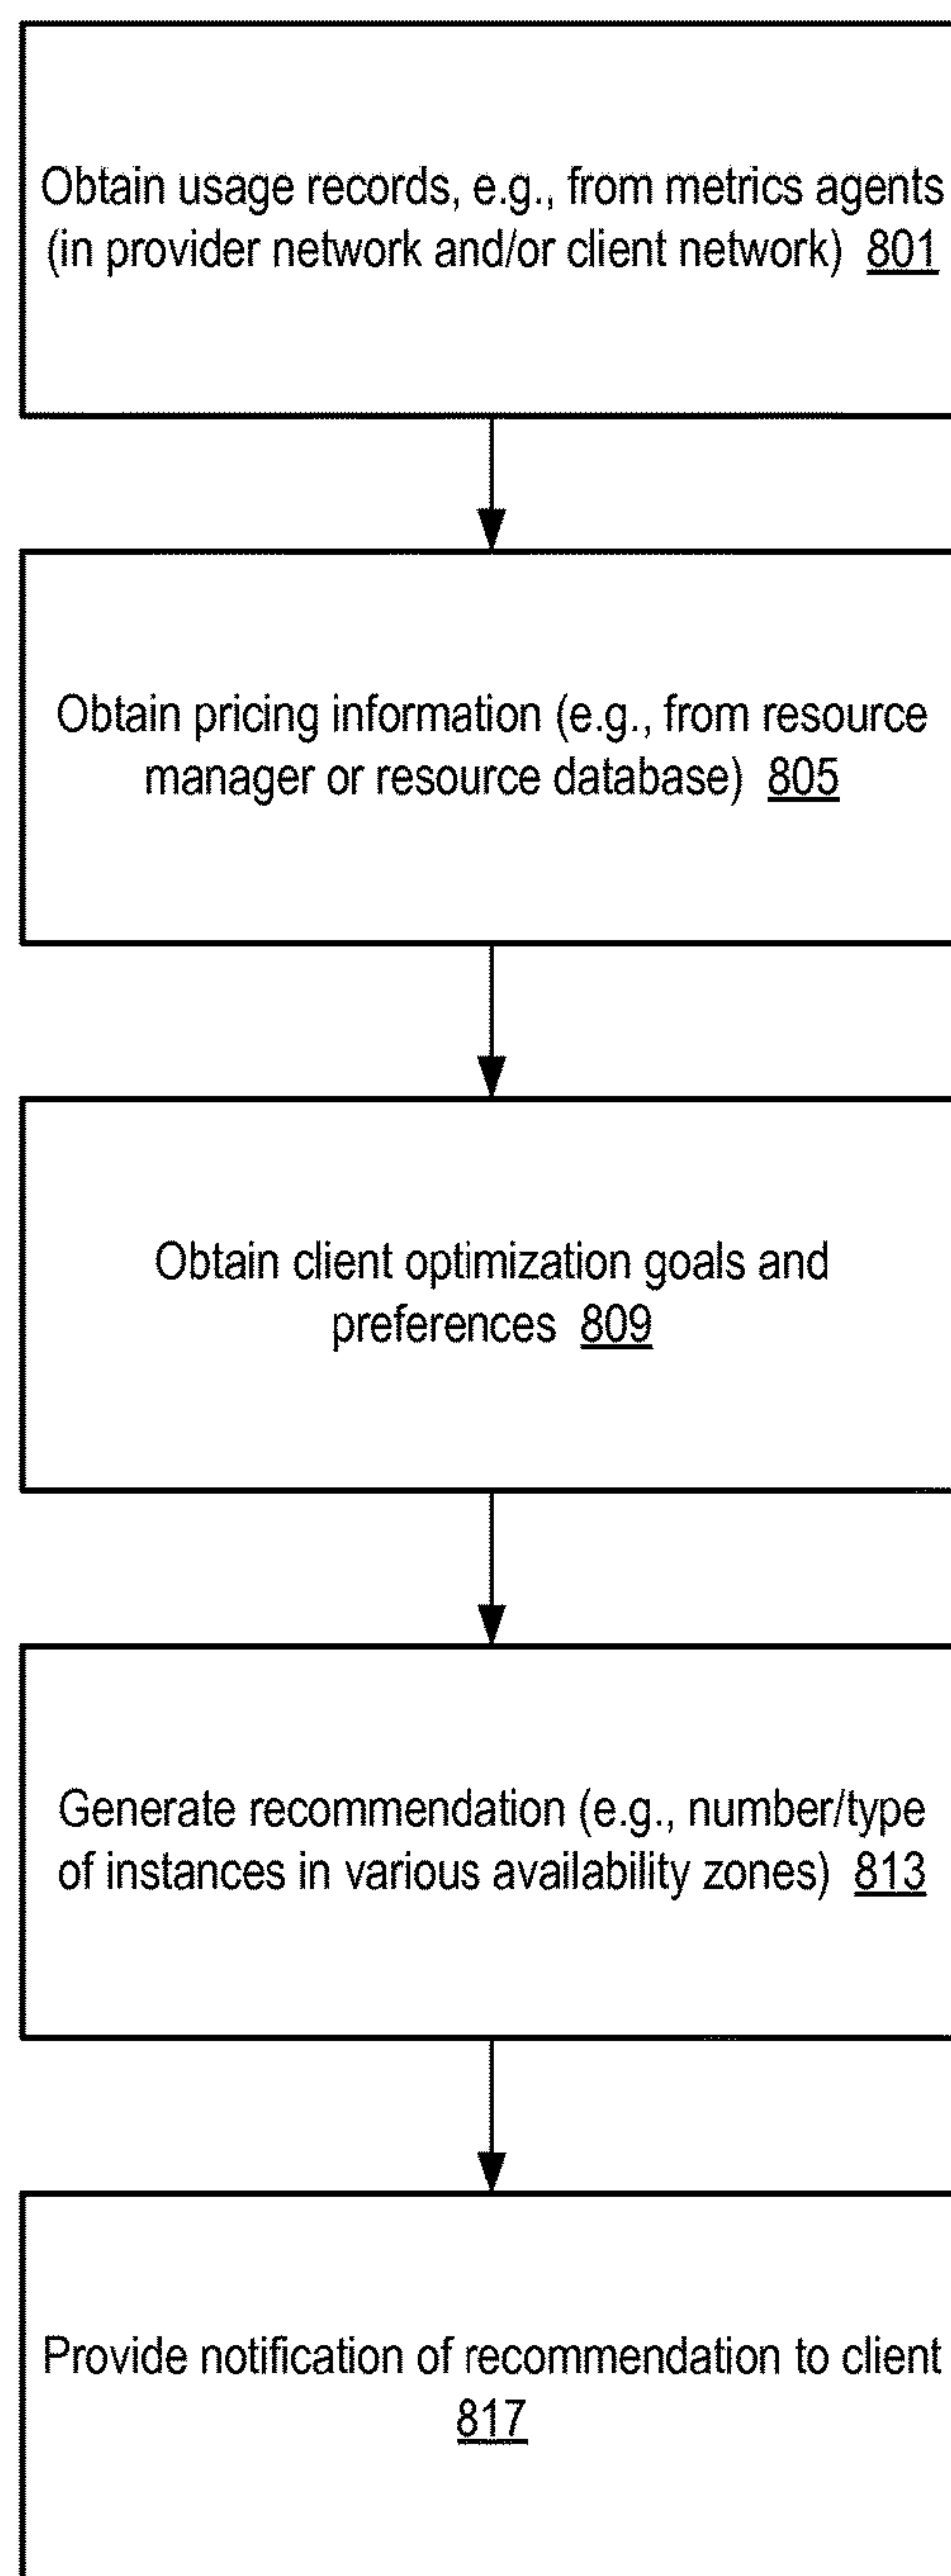 Obtain usage records, e.g., from metrics agents
(in provider network and/or client network) 801
Obtain pricing information (e.g., from resource
manager or resource database) 805
Obtain client optimization goals and
preferences 809
Generate recommendation (e.g., number/type
of instances in various availability zones) 813
Provide notification of recommendation to client
817